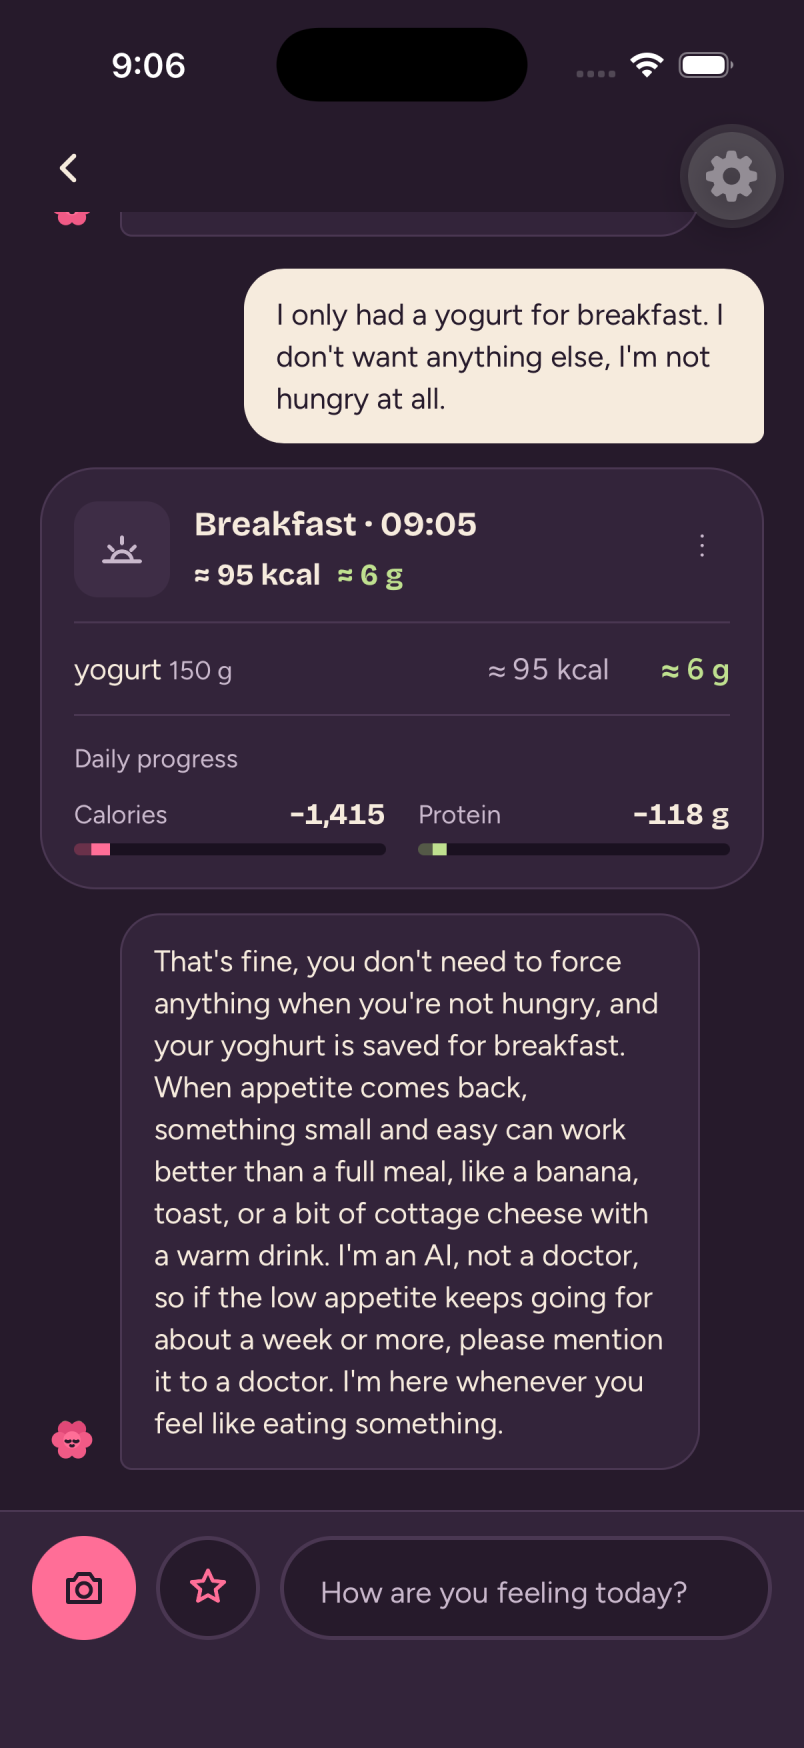 9:06
I only had a yogurt for breakfast. I
don't want anything else, I'm not
hungry at all.
Breakfast · 09:05
≈ 95 kcal ≈ 6 g
yogurt 150 g ≈ 95 kcal ≈ 6 g
Daily progress
Calories −1,415 Protein −118 g
That's fine, you don't need to force
anything when you're not hungry, and
your yoghurt is saved for breakfast.
When appetite comes back,
something small and easy can work
better than a full meal, like a banana,
toast, or a bit of cottage cheese with
a warm drink. I'm an AI, not a doctor,
so if the low appetite keeps going for
about a week or more, please mention
it to a doctor. I'm here whenever you
feel like eating something.
How are you feeling today?